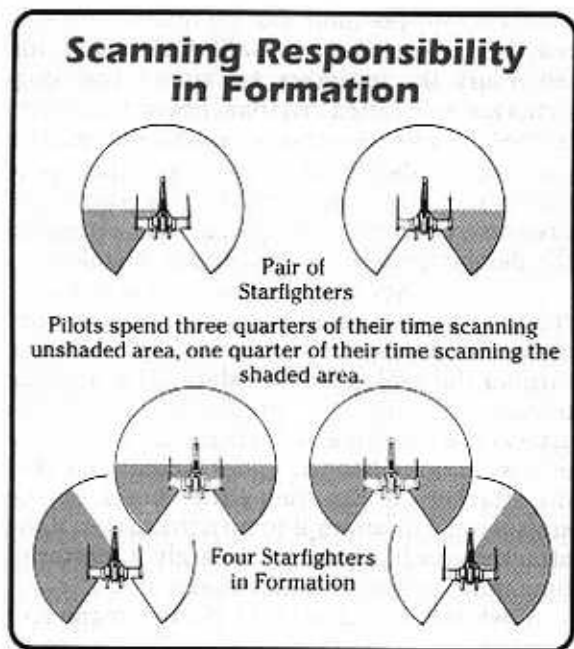 Scanning Responsibility
in Formation
Pair of
Starfighters
Pilots spend three quarters of their time scanning
unshaded area, one quarter of their time scanning the
shaded area.
Four Starfighters
in Formation